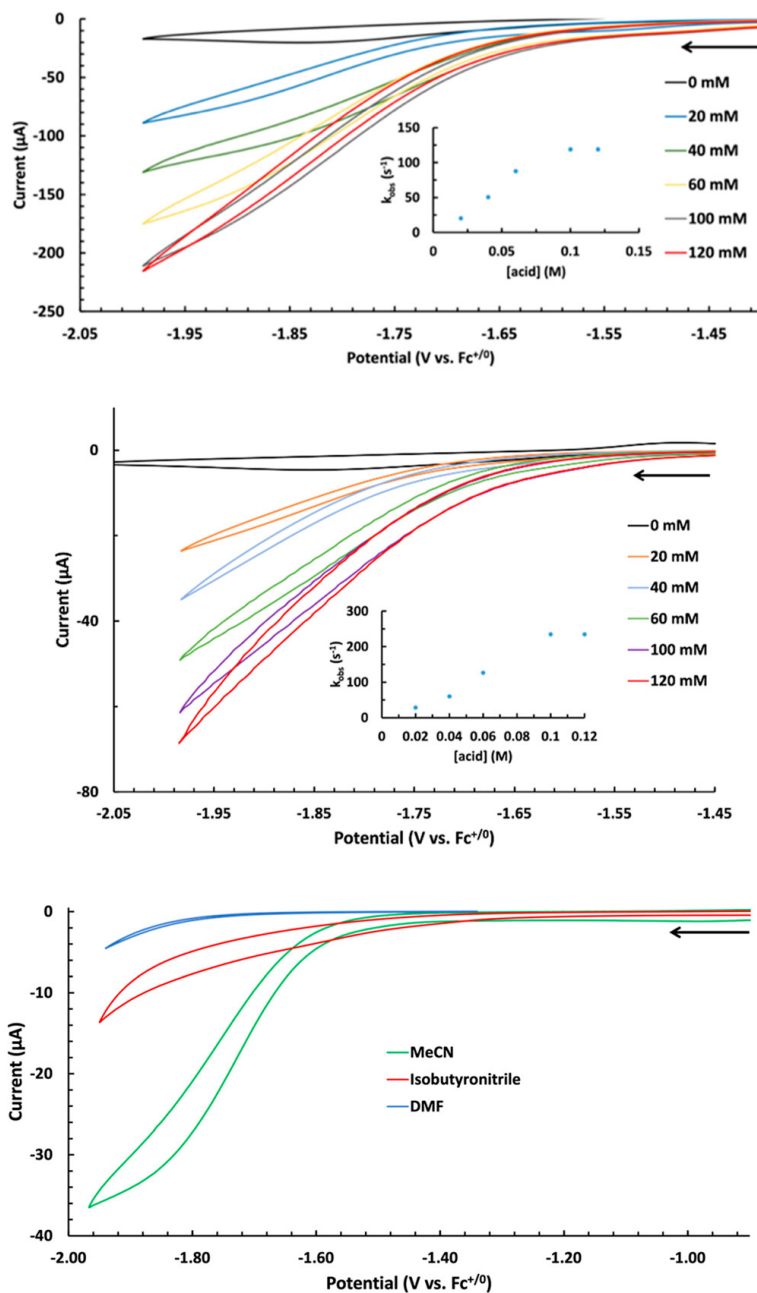 0
-50
-100
-150
-200
-250
Current (µA)
0 mM
20 mM
40 mM
60 mM
100 mM
120 mM
150
100
50
0
k_obs (s⁻¹)
0 0.05 0.1 0.15
[acid] (M)
-2.05 -1.95 -1.85 -1.75 -1.65 -1.55 -1.45
Potential (V vs. Fc⁺/⁰)
0
-40
-80
Current (µA)
0 mM
20 mM
40 mM
60 mM
100 mM
120 mM
300
200
100
0
k_obs (s⁻¹)
0 0.02 0.04 0.06 0.08 0.1 0.12
[acid] (M)
-2.05 -1.95 -1.85 -1.75 -1.65 -1.55 -1.45
Potential (V vs. Fc⁺/⁰)
0
-10
-20
-30
-40
Current (µA)
MeCN
Isobutyronitrile
DMF
-2.00 -1.80 -1.60 -1.40 -1.20 -1.00
Potential (V vs. Fc⁺/⁰)